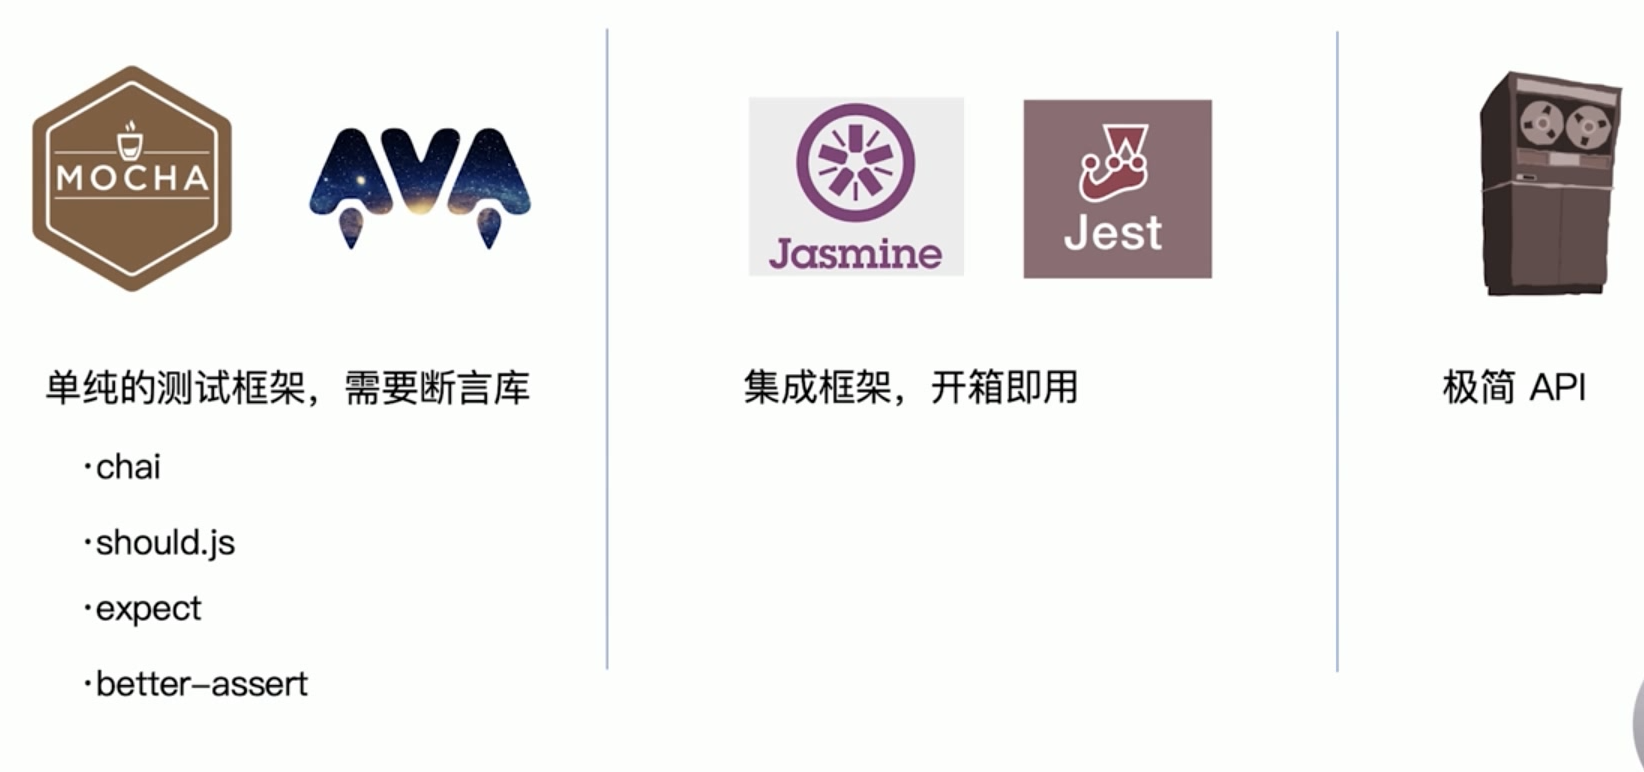 MOCHA
AVA
Jasmine
Jest
单纯的测试框架，需要断言库
·chai
·should.js
·expect
·better-assert
集成框架，开箱即用
极简 API